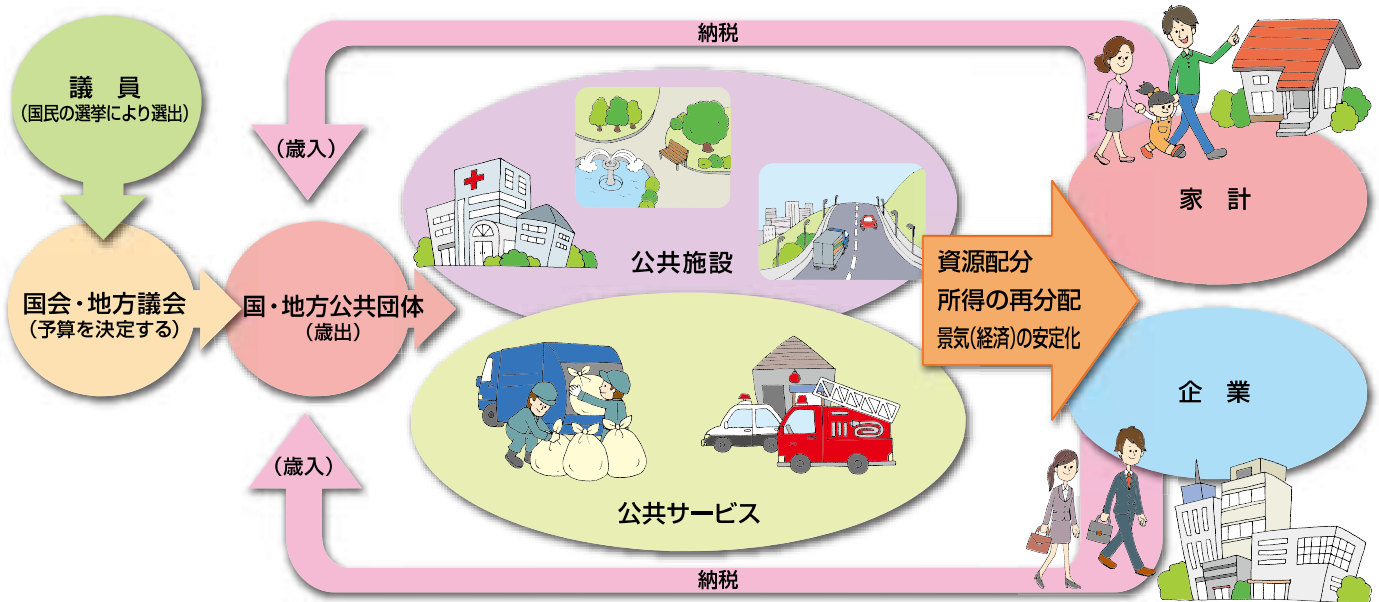 納税
議 員
(国民の選挙により選出)
(歳入)
国会・地方議会
(予算を決定する)
国・地方公共団体
(歳出)
公共施設
公共サービス
資源配分
所得の再分配
景気(経済)の安定化
家 計
企 業
(歳入)
納税